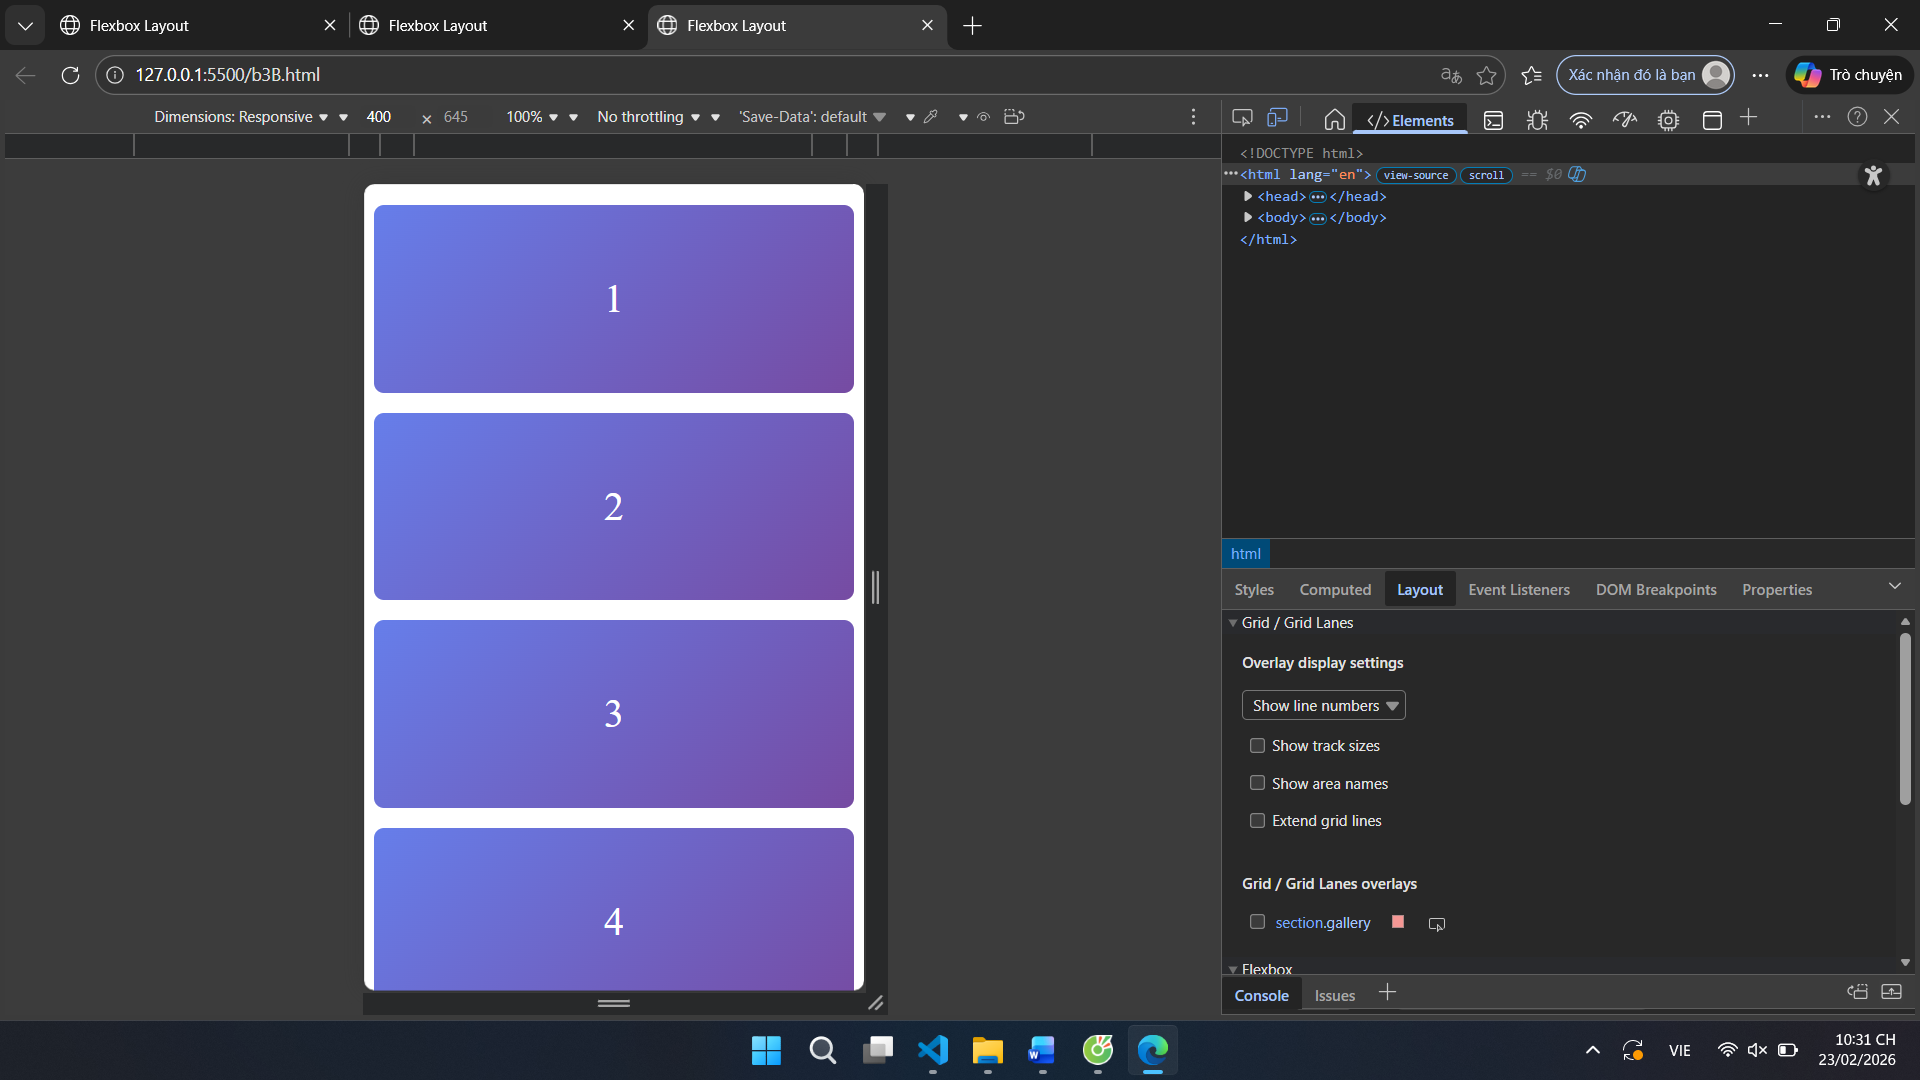 Flexbox Layout
Flexbox Layout
Flexbox Layout
127.0.0.1:5500/b3B.html
Xác nhận đó là bạn
Trò chuyện
Dimensions: Responsive
400
×
645
100%
No throttling
'Save-Data': default
Elements
<!DOCTYPE html>
<html lang="en"> view-source scroll == $0
<head> </head>
<body> </body>
</html>
1
2
3
4
html
Styles
Computed
Layout
Event Listeners
DOM Breakpoints
Properties
Grid / Grid Lanes
Overlay display settings
Show line numbers
Show track sizes
Show area names
Extend grid lines
Grid / Grid Lanes overlays
section.gallery
Flexbox
Console
Issues
VIE
10:31 CH
23/02/2026